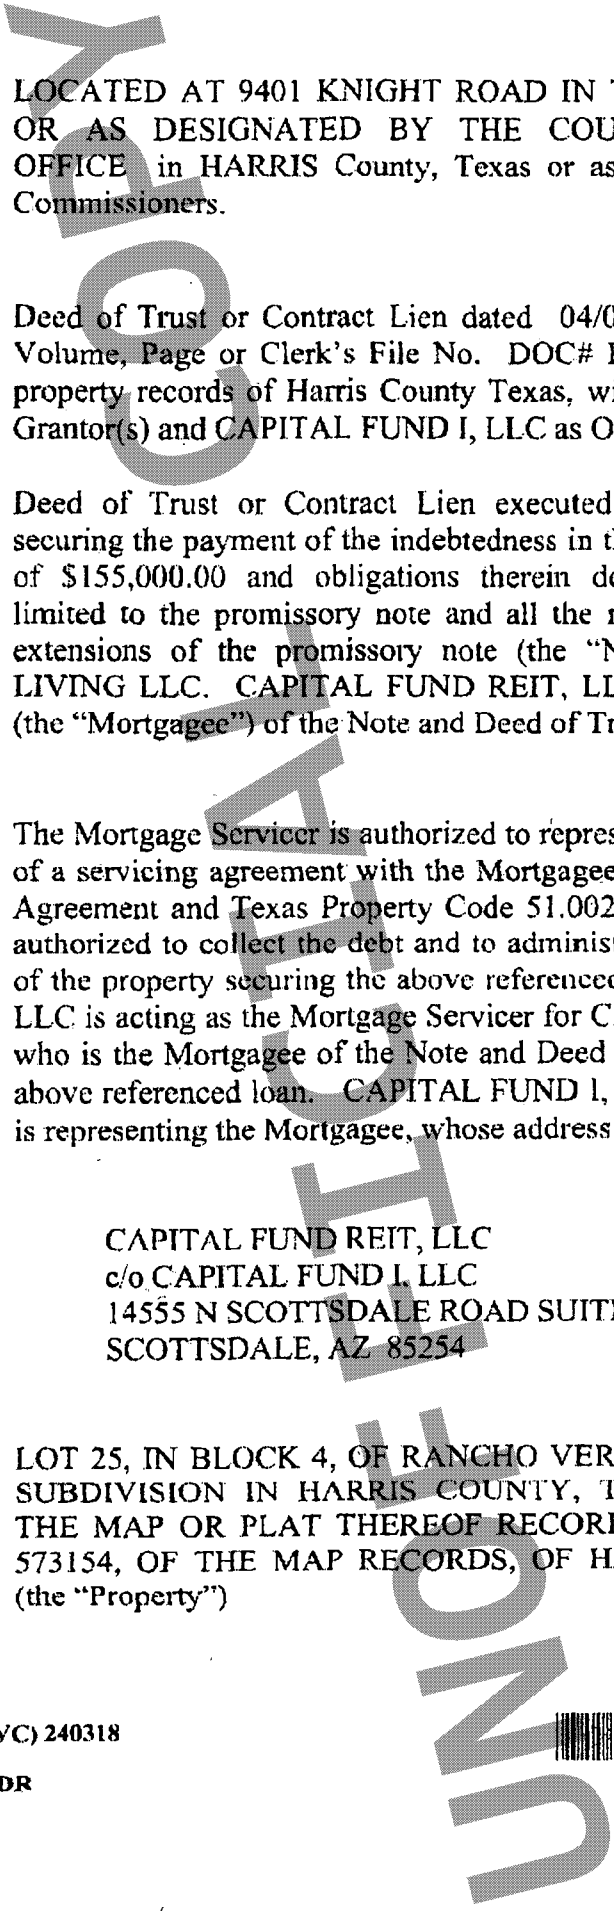 LOCATED AT 9401 KNIGHT ROAD IN
OR AS DESIGNATED BY THE COU
OFFICE in HARRIS County, Texas or as
Commissioners.
Deed of Trust or Contract Lien dated 04/0
Volume, Page or Clerk's File No. DOC#
property records of Harris County Texas, wi
Grantor(s) and CAPITAL FUND I, LLC as O
Deed of Trust or Contract Lien executed
securing the payment of the indebtedness in th
of $155,000.00 and obligations therein de
limited to the promissory note and all the
extensions of the promissory note (the “N
LIVING LLC. CAPITAL FUND REIT, LL
(the “Mortgagee”) of the Note and Deed of Tr
The Mortgage Servicer is authorized to repres
of a servicing agreement with the Mortgagee
Agreement and Texas Property Code 51.002
authorized to collect the debt and to adminis
of the property securing the above referenced
LLC is acting as the Mortgage Servicer for C
who is the Mortgagee of the Note and Deed
above referenced loan. CAPITAL FUND I,
is representing the Mortgagee, whose address
CAPITAL FUND REIT, LLC
c/o CAPITAL FUND I, LLC
14555 N SCOTTSDALE ROAD SUIT
SCOTTSDALE, AZ 85254
LOT 25, IN BLOCK 4, OF RANCHO VER
SUBDIVISION IN HARRIS COUNTY, T
THE MAP OR PLAT THEREOF RECOR
573154, OF THE MAP RECORDS, OF H
(the “Property”)
VC) 240318
DR
UNOFFICIAL COPY